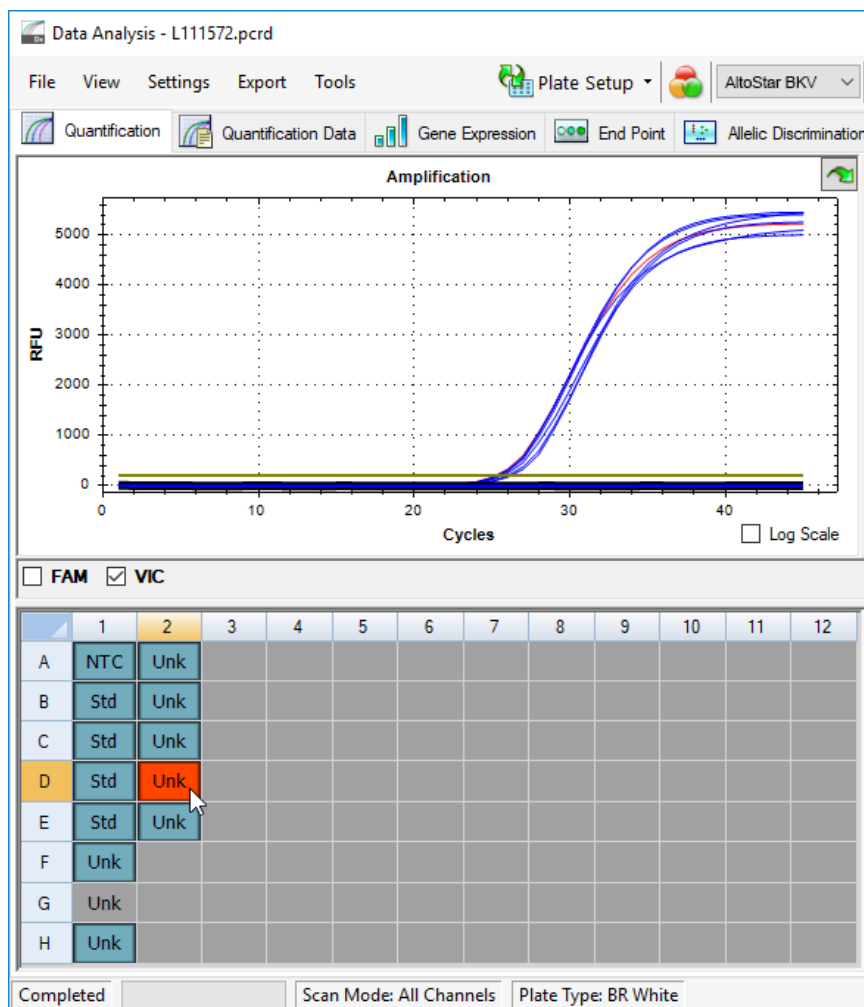 Data Analysis - L111572.pcrd
File View Settings Export Tools Plate Setup AltoStar BKV
Quantification Quantification Data Gene Expression End Point Allelic Discrimination
Amplification
5000
4000
3000
2000
1000
0
RFU
0 10 20 30 40
Cycles
Log Scale
FAM VIC
1 2 3 4 5 6 7 8 9 10 11 12
A NTC Unk
B Std Unk
C Std Unk
D Std Unk
E Std Unk
F Unk
G Unk
H Unk
Completed Scan Mode: All Channels Plate Type: BR White